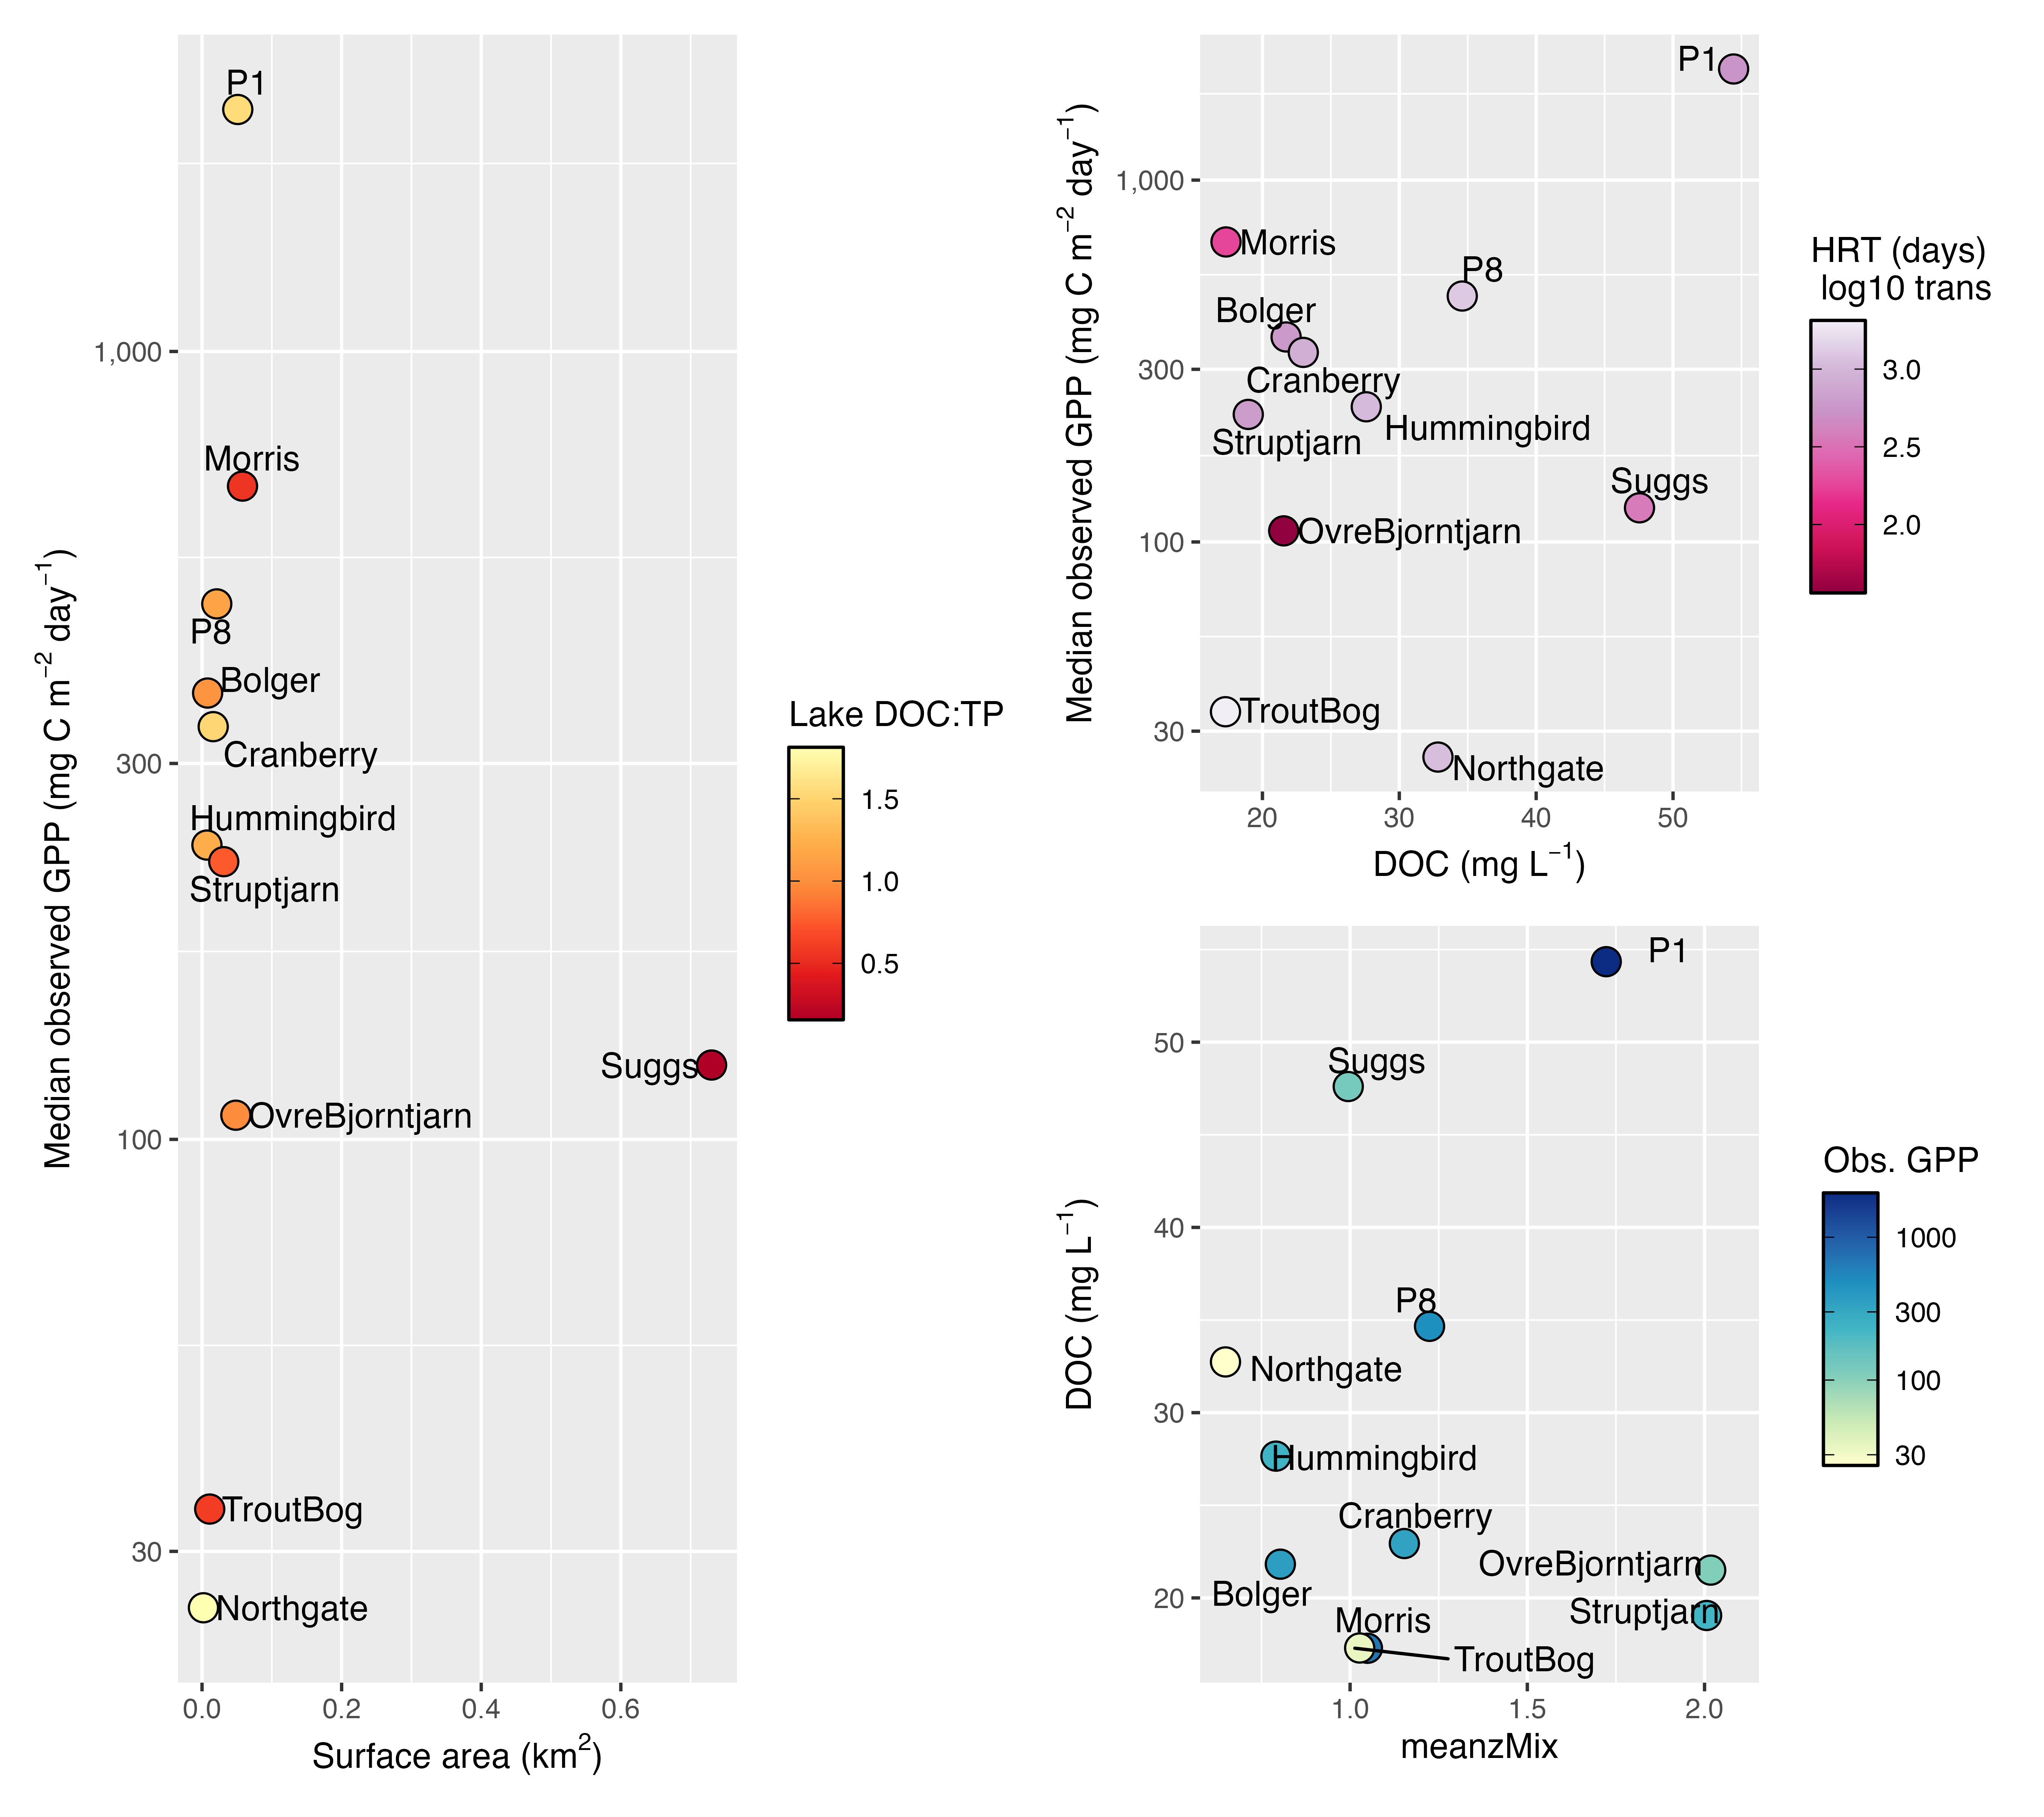 Median observed GPP (mg C m−2 day−1)
1,000
300
100
30
P1
Morris
P8
Bolger
Cranberry
Hummingbird
Struptjarn
Suggs
OvreBjorntjarn
TroutBog
Northgate
0.0 0.2 0.4 0.6
Surface area (km2)
Lake DOC:TP
1.5
1.0
0.5
Median observed GPP (mg C m−2 day−1)
1,000
300
100
30
P1
Morris
P8
Bolger
Cranberry
Hummingbird
Struptjarn
Suggs
OvreBjorntjarn
TroutBog
Northgate
20 30 40 50
DOC (mg L−1)
HRT (days)
log10 trans
3.0
2.5
2.0
DOC (mg L−1)
50
40
30
20
P1
Suggs
P8
Northgate
Hummingbird
Cranberry
OvreBjorntjarn
Bolger
Struptjarn
Morris
TroutBog
1.0 1.5 2.0
meanzMix
Obs. GPP
1000
300
100
30